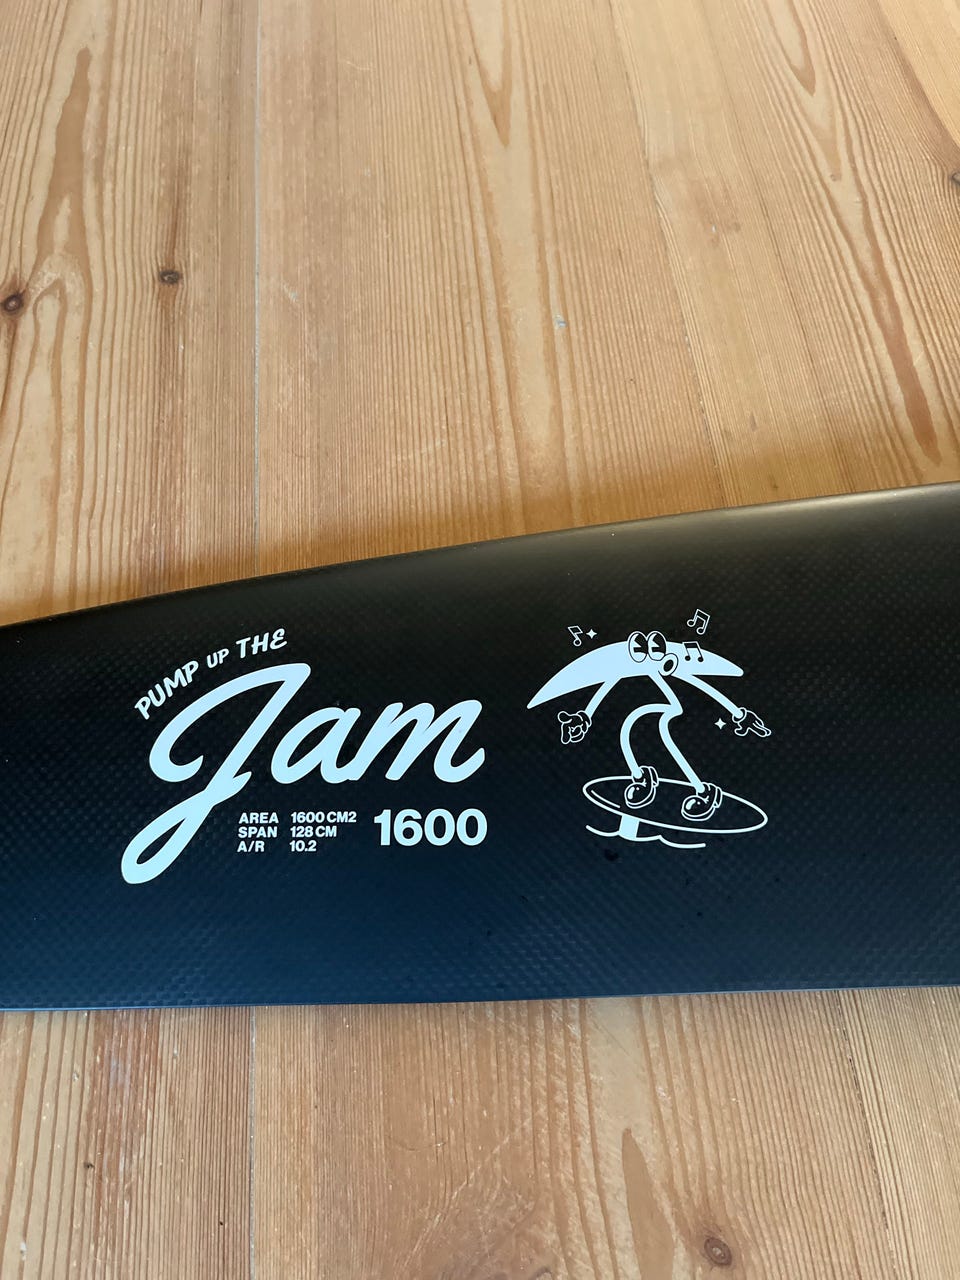 PUMP UP THE
Jam
AREA 1600 CM2
SPAN 128 CM
A/R 10.2
1600